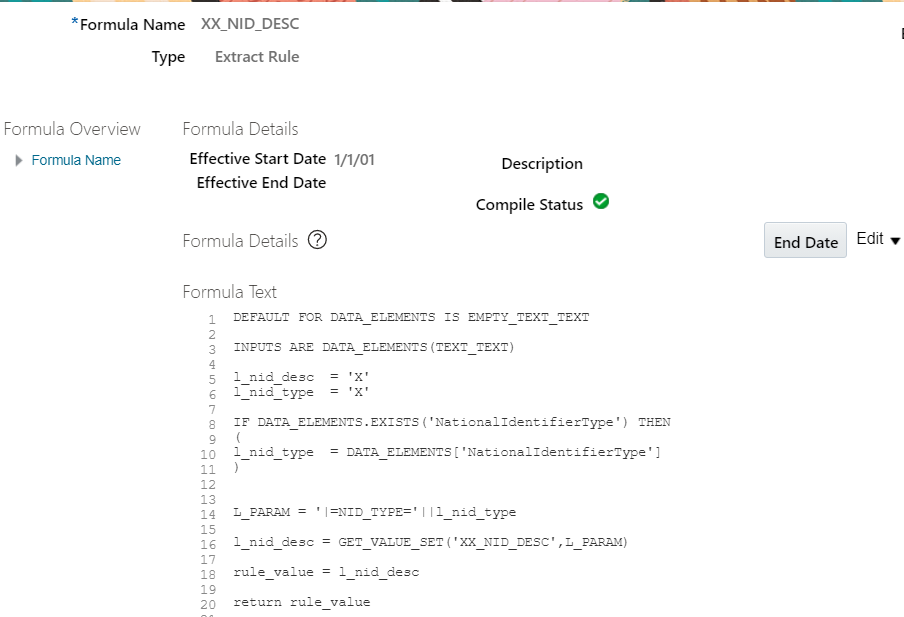 *Formula Name XX_NID_DESC
Type Extract Rule
Formula Overview
Formula Name
Formula Details
Effective Start Date 1/1/01
Effective End Date
Description
Compile Status
Formula Details ?
End Date Edit
Formula Text
1 DEFAULT FOR DATA_ELEMENTS IS EMPTY_TEXT_TEXT
2
3 INPUTS ARE DATA_ELEMENTS(TEXT_TEXT)
4
5 l_nid_desc = 'X'
6 l_nid_type = 'X'
7
8 IF DATA_ELEMENTS.EXISTS('NationalIdentifierType') THEN
9 (
10 l_nid_type = DATA_ELEMENTS['NationalIdentifierType']
11 )
12
13
14 L_PARAM = '|=NID_TYPE='||l_nid_type
15
16 l_nid_desc = GET_VALUE_SET('XX_NID_DESC',L_PARAM)
17
18 rule_value = l_nid_desc
19
20 return rule_value